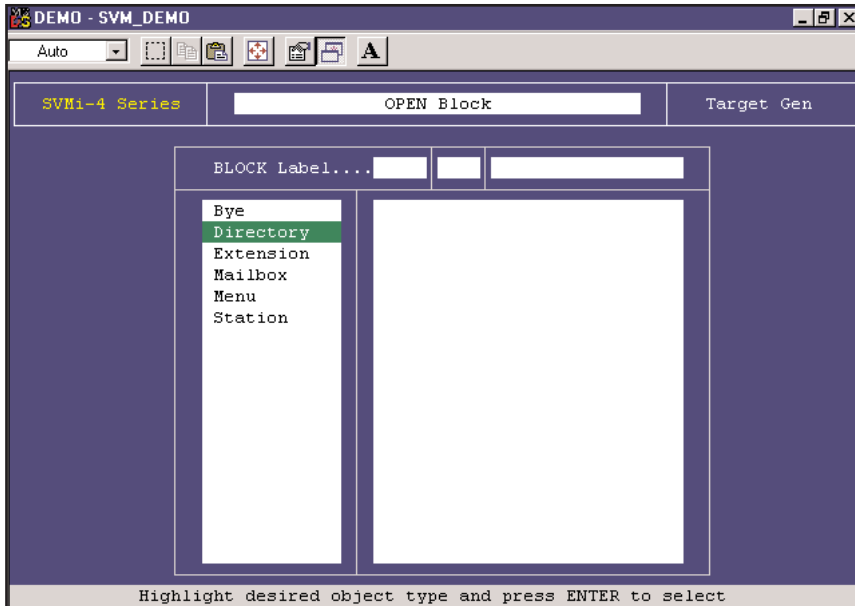 DEMO - SVM_DEMO
Auto
A
SVMi-4 Series OPEN Block Target Gen
BLOCK Label....
Bye
Directory
Extension
Mailbox
Menu
Station
Highlight desired object type and press ENTER to select